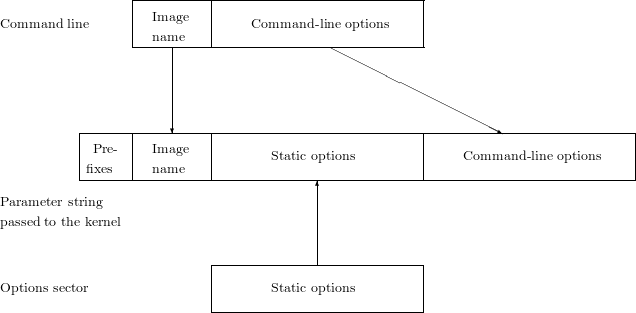 Command line
Image
name
Command-line options
Pre-
fixes
Image
name
Static options
Command-line options
Parameter string
passed to the kernel
Options sector
Static options